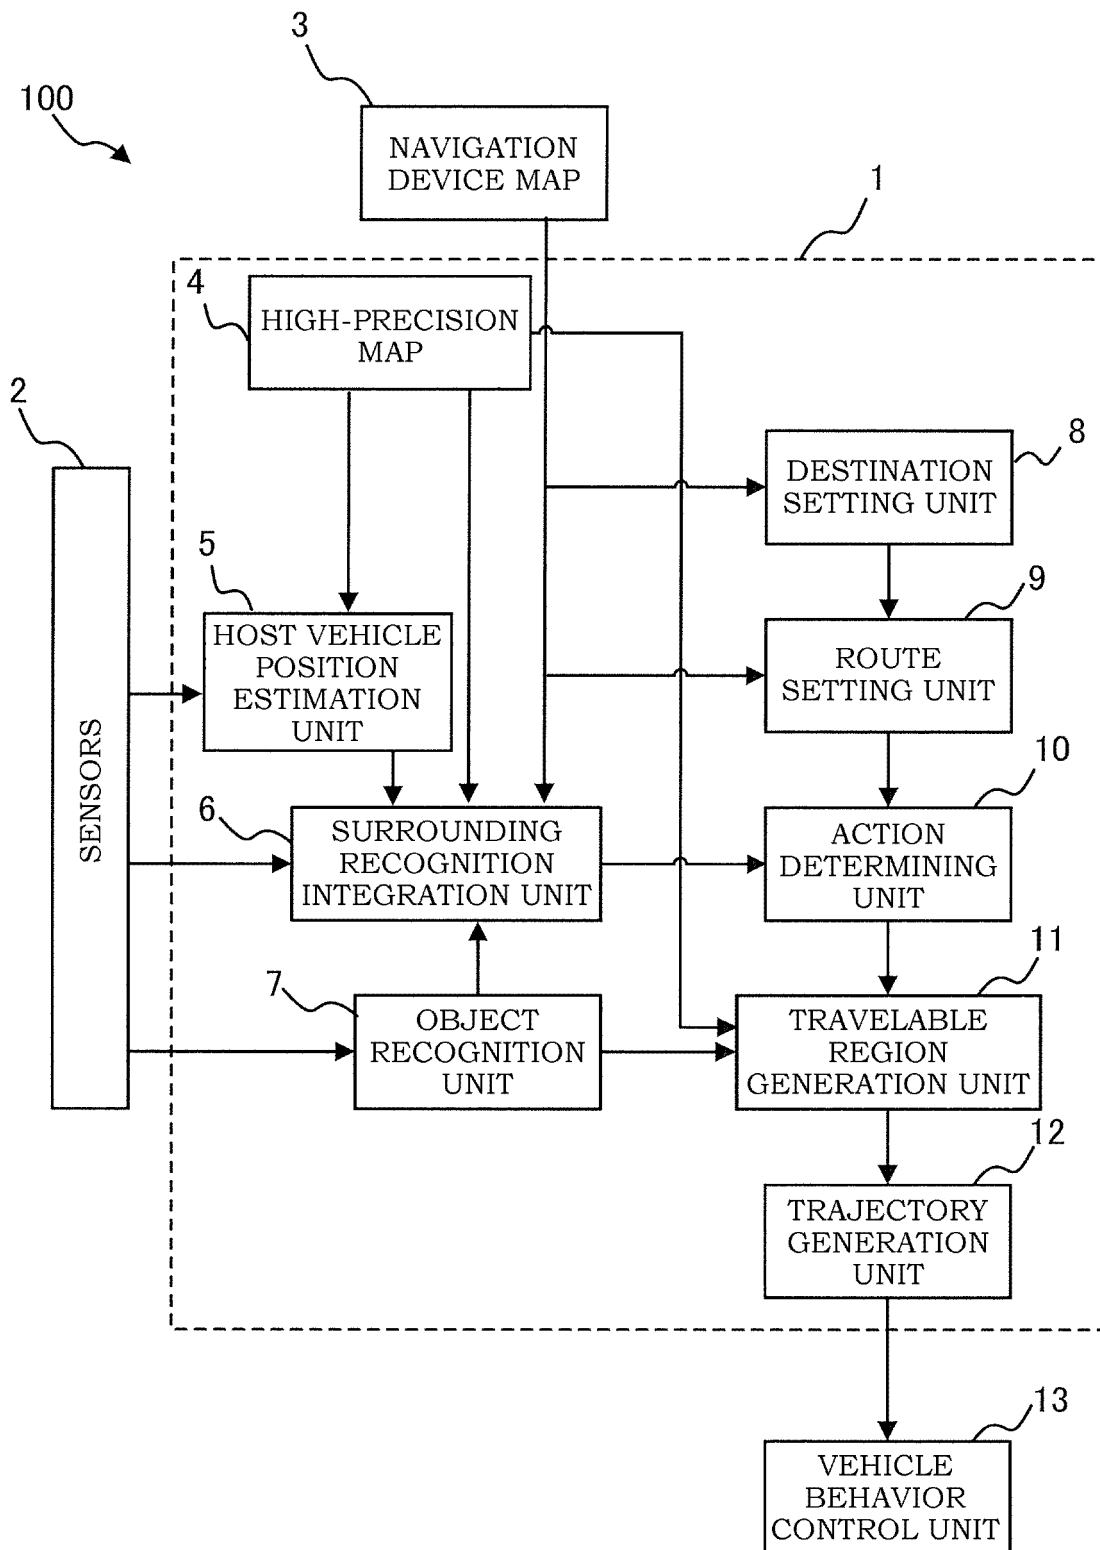 3
100
NAVIGATION
DEVICE MAP
1
4
HIGH-PRECISION
MAP
2
8
DESTINATION
SETTING UNIT
5
9
HOST VEHICLE
POSITION
ESTIMATION
UNIT
ROUTE
SETTING UNIT
SENSORS
10
6
SURROUNDING
RECOGNITION
INTEGRATION UNIT
ACTION
DETERMINING
UNIT
11
7
OBJECT
RECOGNITION
UNIT
TRAVELABLE
REGION
GENERATION UNIT
12
TRAJECTORY
GENERATION
UNIT
13
VEHICLE
BEHAVIOR
CONTROL UNIT